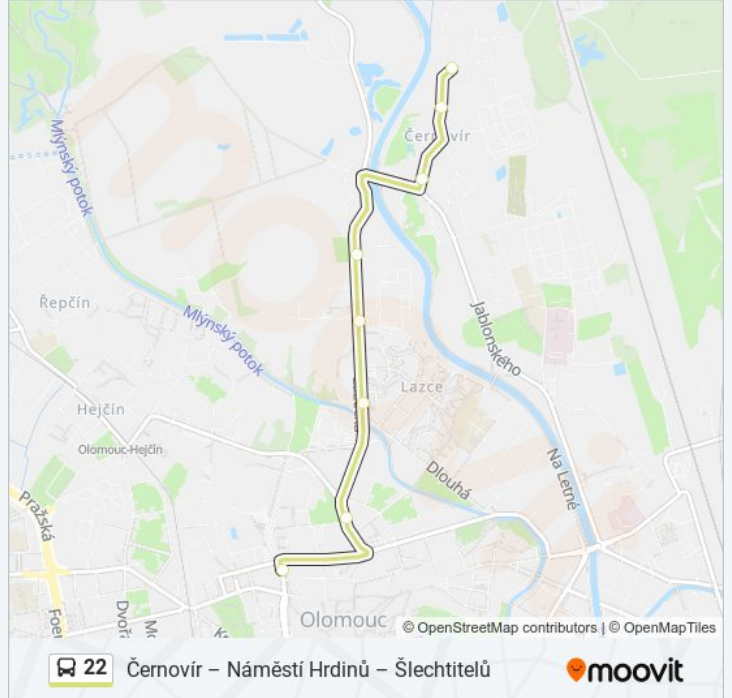 Mlýnský potok
Černovír
Řepčín
Mlýnský potok
Jablonského
Lazce
Hejčín
Olomouc-Hejčín
Dlouhá
Na Letné
Pražská
Olomouc
© OpenStreetMap contributors | © OpenMapTiles
22 Černovír – Náměstí Hrdinů – Šlechtitelů
moovit